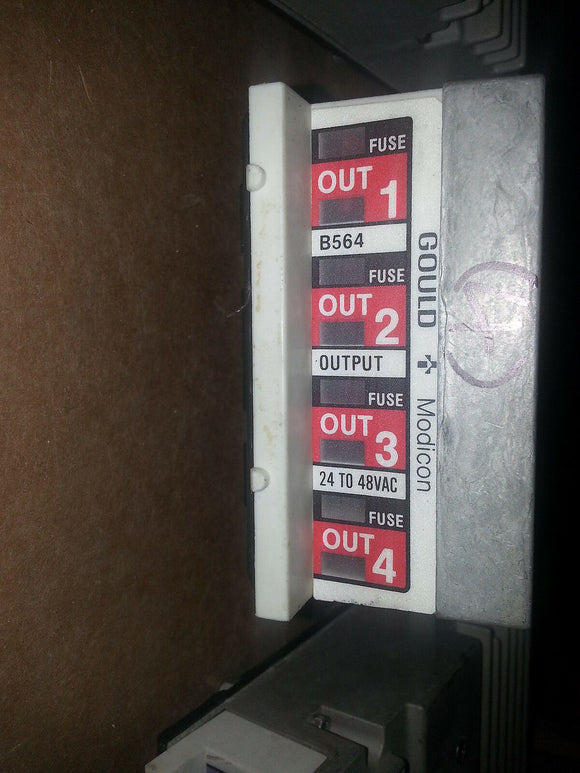 FUSE
OUT 1
B564
FUSE
OUT 2
OUTPUT
FUSE
OUT 3
24 TO 48VAC
FUSE
OUT 4
GOULD Modicon